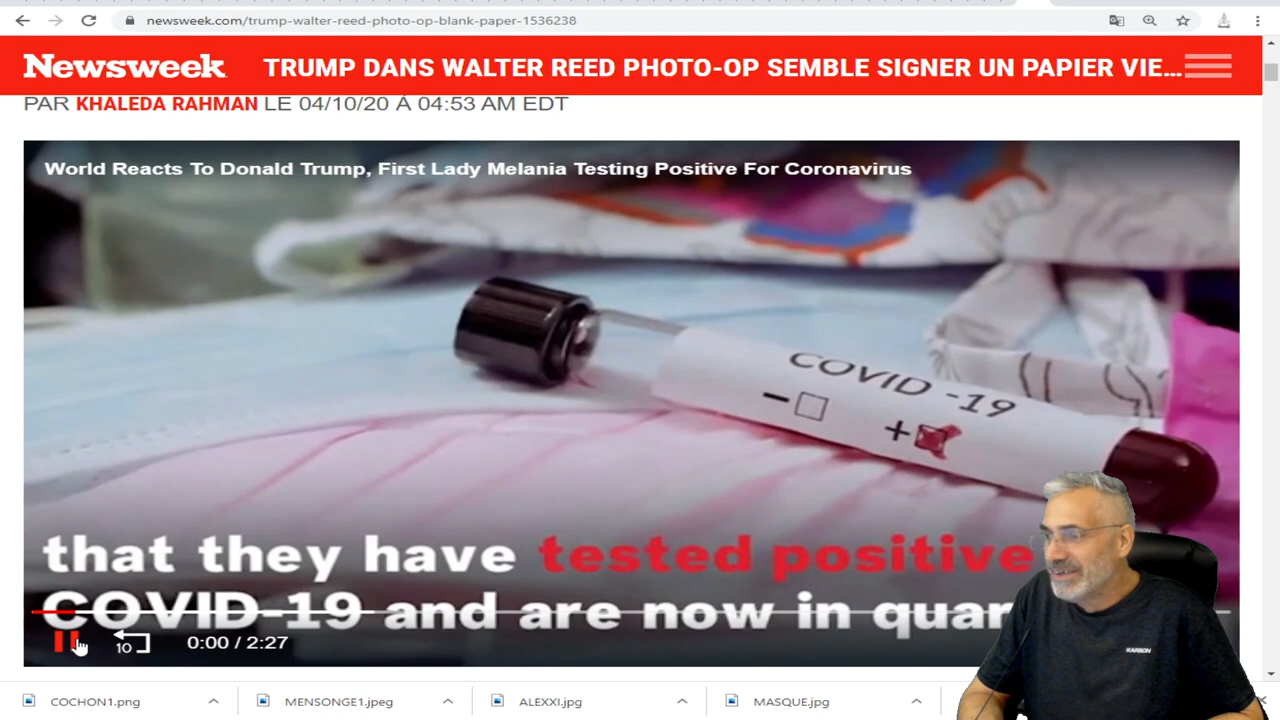 newsweek.com/trump-walter-reed-photo-op-blank-paper-1536238
Newsweek
TRUMP DANS WALTER REED PHOTO-OP SEMBLE SIGNER UN PAPIER VIE...
PAR KHALEDA RAHMAN LE 04/10/20 À 04:53 AM EDT
World Reacts To Donald Trump, First Lady Melania Testing Positive For Coronavirus
COVID -19
- +
that they have tested positive
COVID-19 and are now in quar
10 0:00 / 2:27
KARBON
COCHON1.png MENSONGE1.jpeg ALEXXI.jpg MASQUE.jpg